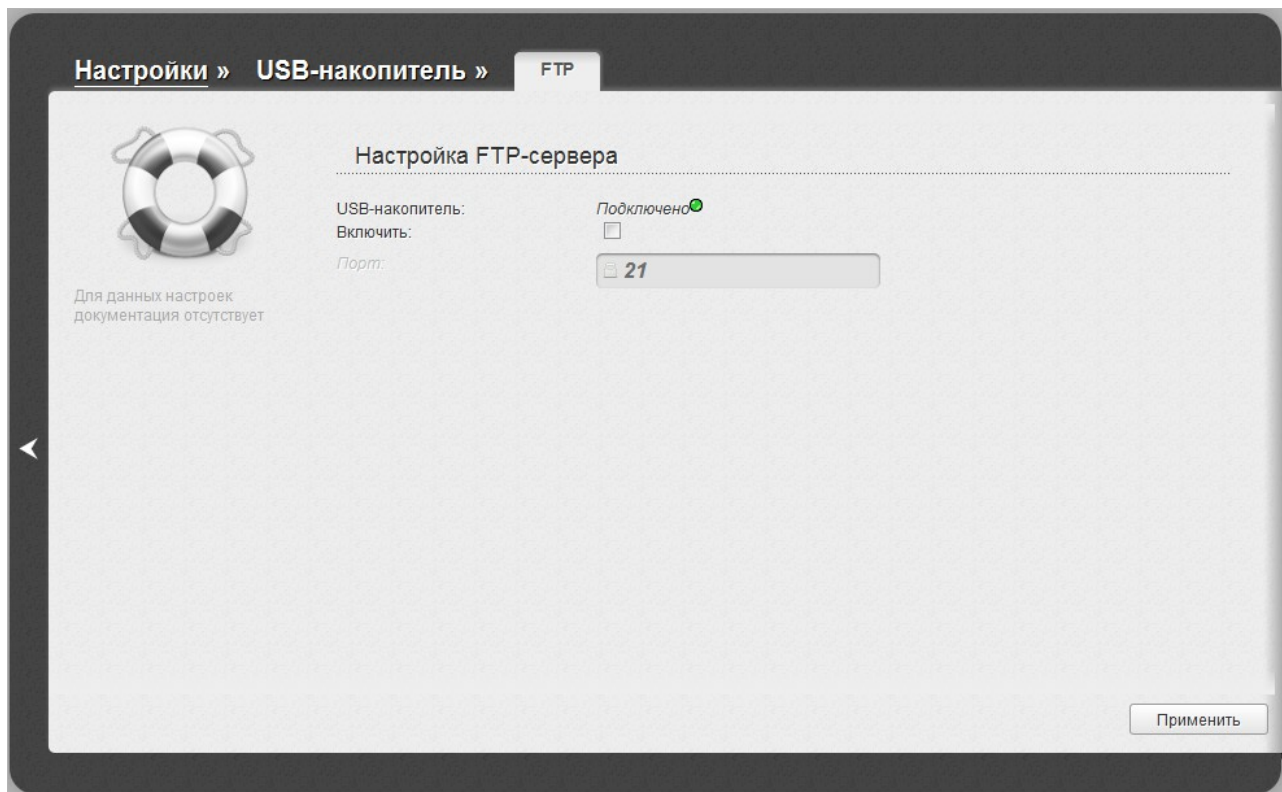 Настройки » USB-накопитель » FTP
Настройка FTP-сервера
USB-накопитель: Подключено
Включить:
Порт: 21
Для данных настроек
документация отсутствует
Применить